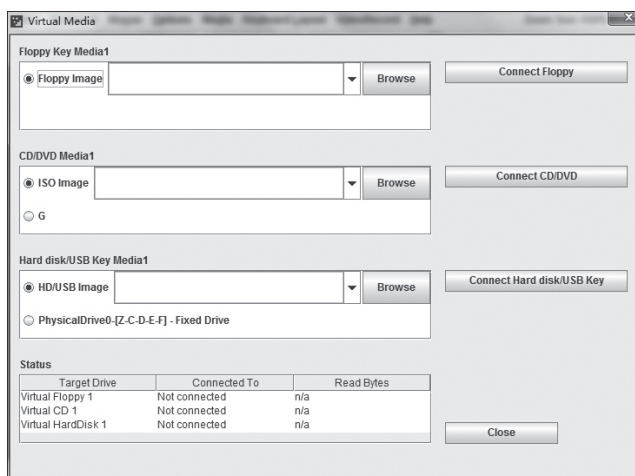 Virtual Media
Floppy Key Media1
Floppy Image
Browse
Connect Floppy
CD/DVD Media1
ISO Image
Browse
Connect CD/DVD
G
Hard disk/USB Key Media1
HD/USB Image
Browse
Connect Hard disk/USB Key
PhysicalDrive0-[Z-C-D-E-F] - Fixed Drive
Status
Target Drive Connected To Read Bytes
Virtual Floppy 1 Not connected n/a
Virtual CD 1 Not connected n/a
Virtual HardDisk 1 Not connected n/a
Close